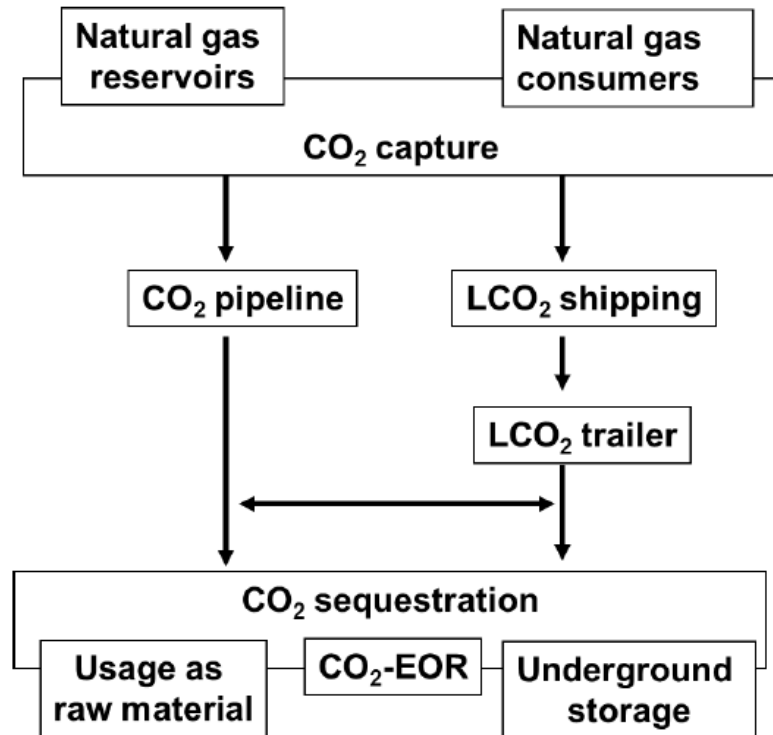 Natural gas
reservoirs
Natural gas
consumers
CO₂ capture
CO₂ pipeline
LCO₂ shipping
LCO₂ trailer
CO₂ sequestration
Usage as
raw material
CO₂-EOR
Underground
storage